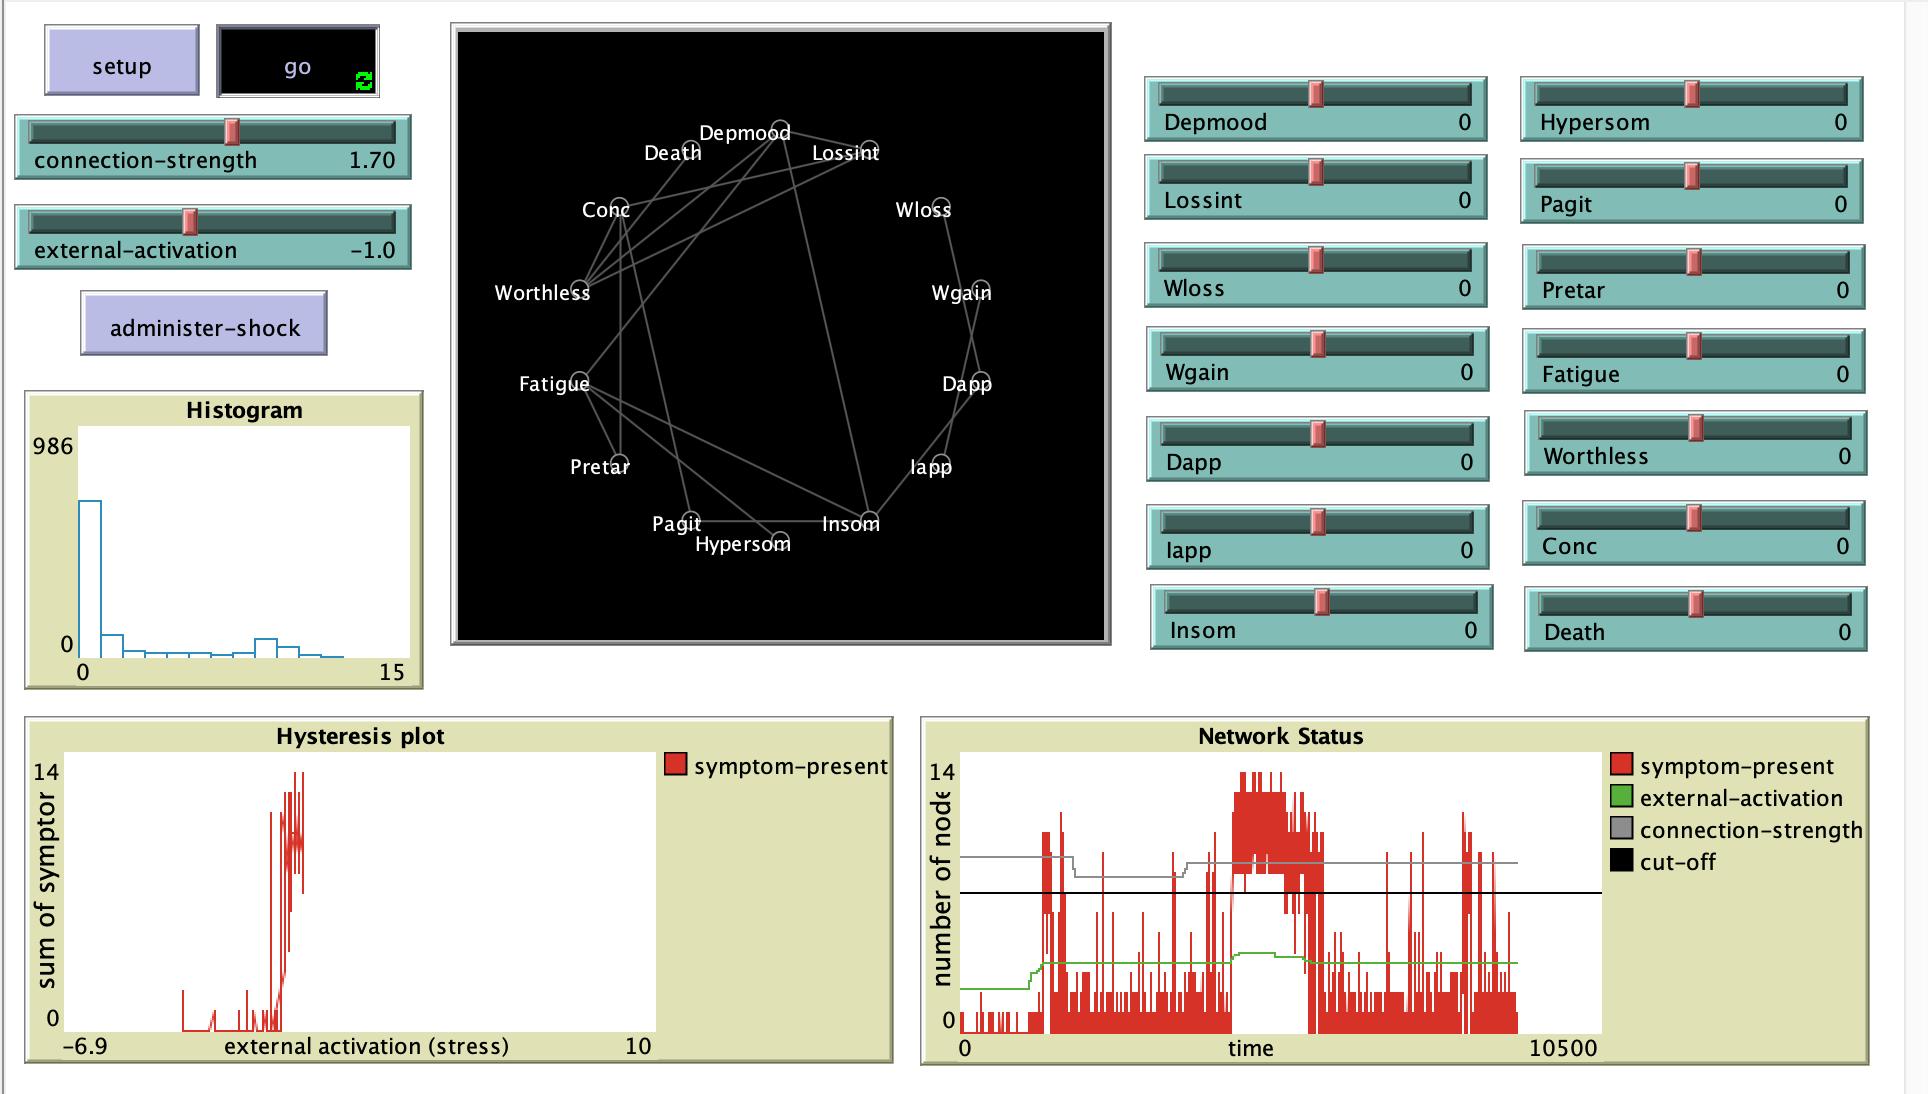 setup
go
connection-strength 1.70
external-activation -1.0
administer-shock
Histogram
986
0
0 15
Depmood
Death
Lossint
Conc
Wloss
Worthless
Wgain
Fatigue
Dapp
Pretar
Iapp
Pagit
Insom
Hypersom
Depmood 0
Lossint 0
Wloss 0
Wgain 0
Dapp 0
Iapp 0
Insom 0
Hypersom 0
Pagit 0
Pretar 0
Fatigue 0
Worthless 0
Conc 0
Death 0
Hysteresis plot
14
sum of symptor
0
-6.9 external activation (stress) 10
symptom-present
Network Status
14
number of node
0
0 time 10500
symptom-present
external-activation
connection-strength
cut-off